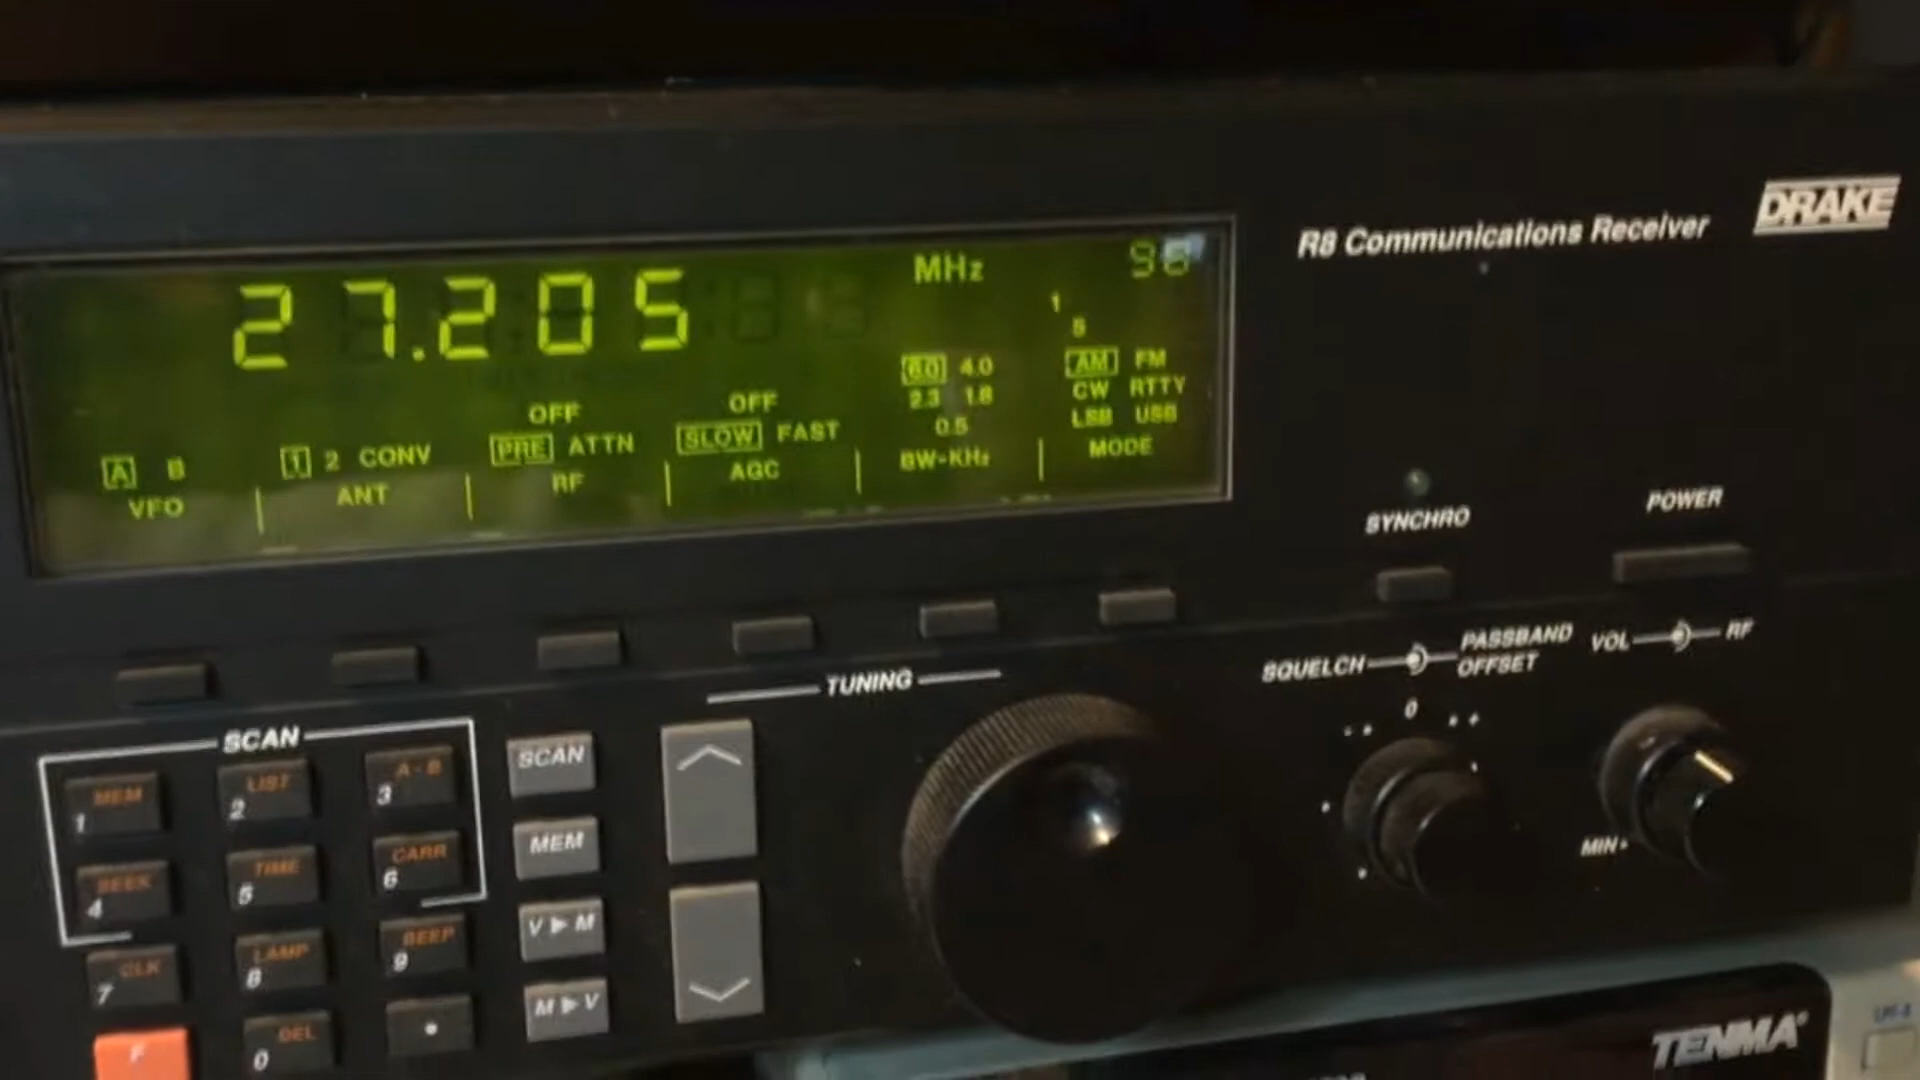 DRAKE
R8 Communications Receiver
27.205 MHz 98
1
5
OFF OFF 6.0 4.0 AM FM
2.3 1.8 CW RTTY
A B 1 2 CONV PRE ATTN SLOW FAST 0.5 LSB USB
VFO ANT RF AGC BW-KHz MODE
SYNCHRO POWER
TUNING SQUELCH PASSBAND OFFSET VOL RF
0
- +
MIN
SCAN
MEM 1 LIST 2 A-B 3 SCAN
SEEK 4 TIME 5 CARR 6 MEM
CLK 7 LAMP 8 BEEP 9 V▶M
F DEL 0 . M▶V
TENMA®